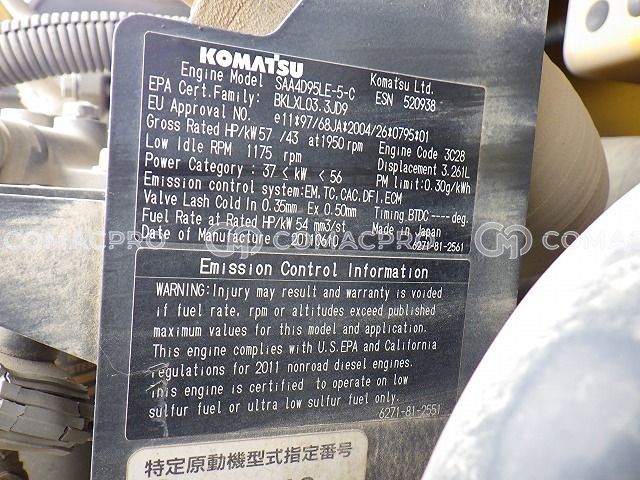 KOMATSU Komatsu Ltd.
Engine Model SAA4D95LE-5-C ESN 520938
EPA Cert.Family: BKLXL03.3JD9
EU Approval NO. e11*97/68JA*2004/26*0795*01
Gross Rated HP/kW 57 /43 at1950 rpm Engine Code 3C28
Low Idle RPM 1175 rpm Displacement 3.261L
Power Category : 37 < kW < 56 PM limit:0.30g/kWh
Emission control system:EM,TC,CAC,DFI,ECM
Valve Lash Cold In 0.35mm Ex 0.50mm Timing BTDC ----deg.
Fuel Rate at Rated HP/kW 54 mm3/st Made in Japan
Date of Manufacture: 20110610 6271-81-2561
COMACPRO CM COMACPRO CM COMACPRO
Emission Control Information
WARNING:Injury may result and warranty is voided
if fuel rate, rpm or altitudes exceed published
maximum values for this model and application.
This engine complies with U.S.EPA and California
regulations for 2011 nonroad diesel engines.
This engine is certified to operate on low
sulfur fuel or ultra low sulfur fuel only.
6271-81-2551
特定原動機型式指定番号